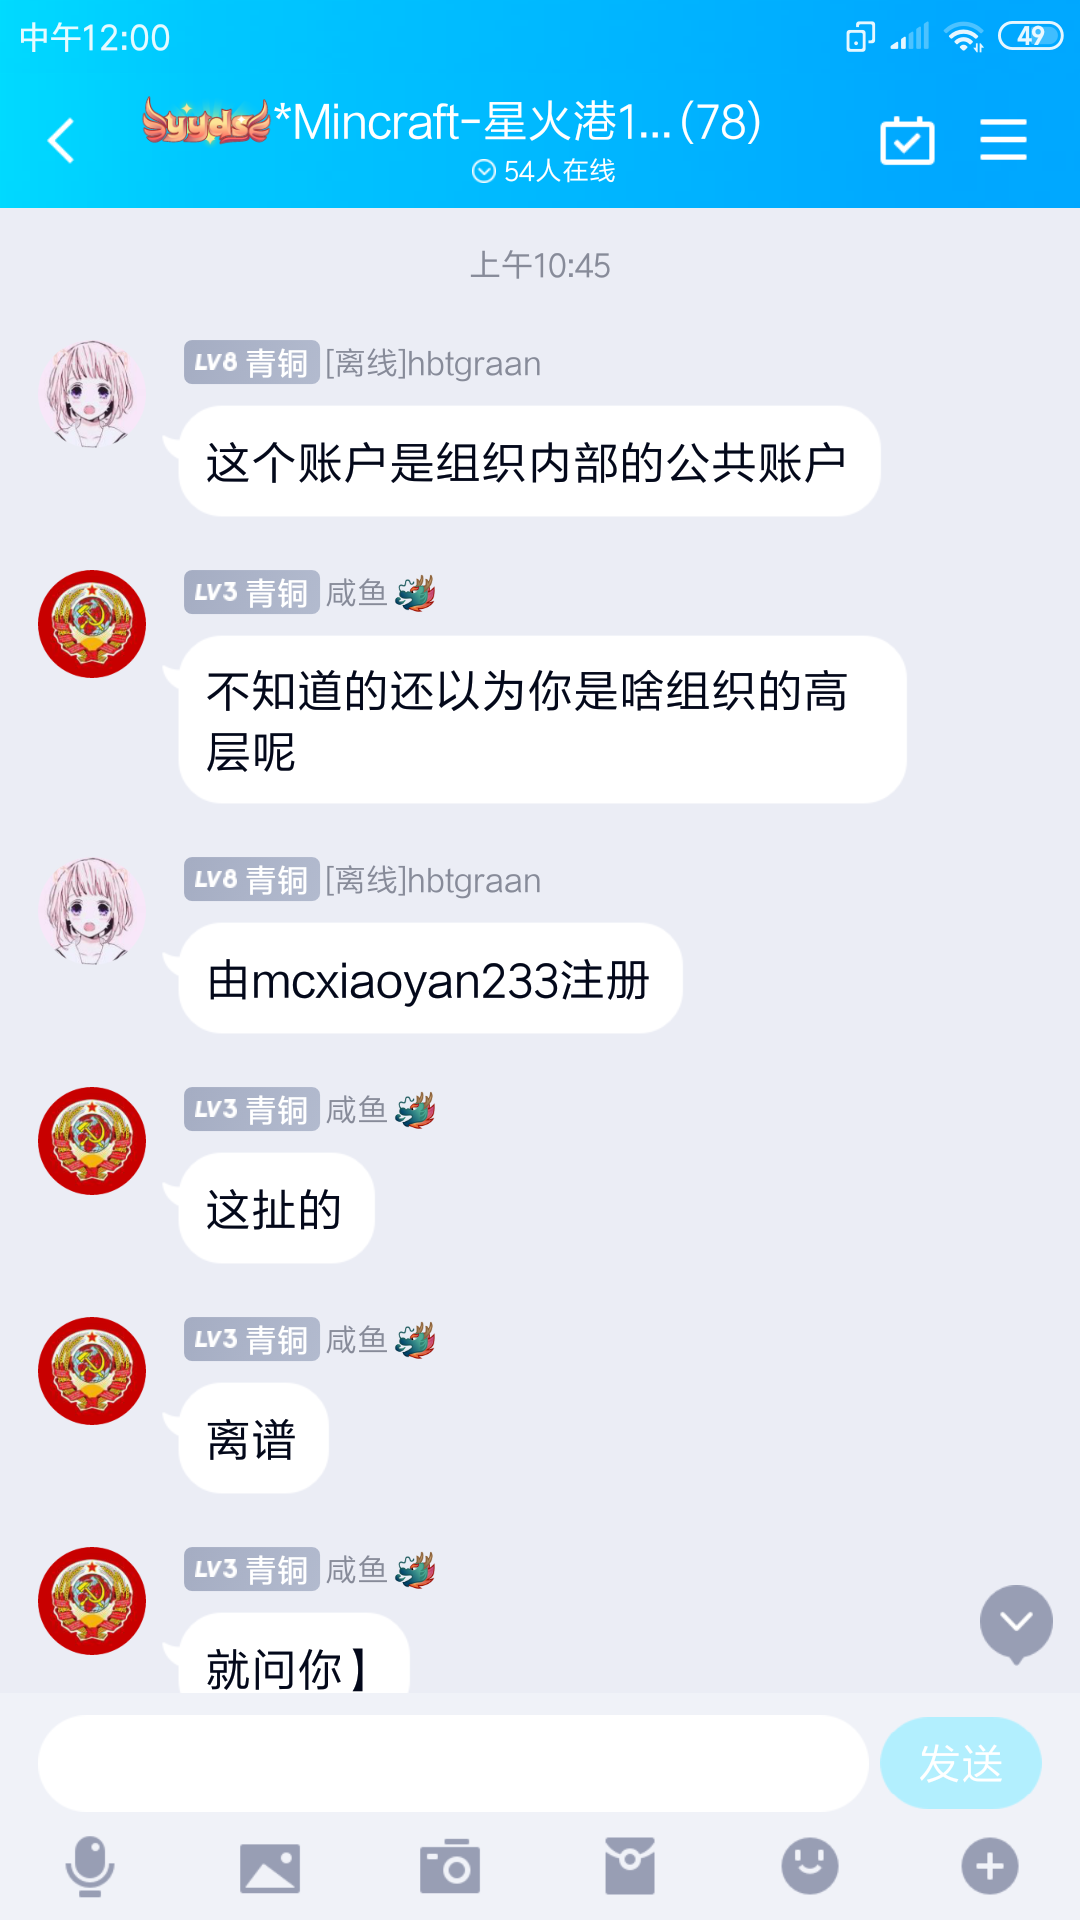 中午12:00
49
yyds*Mincraft-星火港1...(78)
54人在线
上午10:45
LV8 青铜 [离线]hbtgraan
这个账户是组织内部的公共账户
LV3 青铜 咸鱼
不知道的还以为你是啥组织的高
层呢
LV8 青铜 [离线]hbtgraan
由mcxiaoyan233注册
LV3 青铜 咸鱼
这扯的
LV3 青铜 咸鱼
离谱
LV3 青铜 咸鱼
就问你】
发送